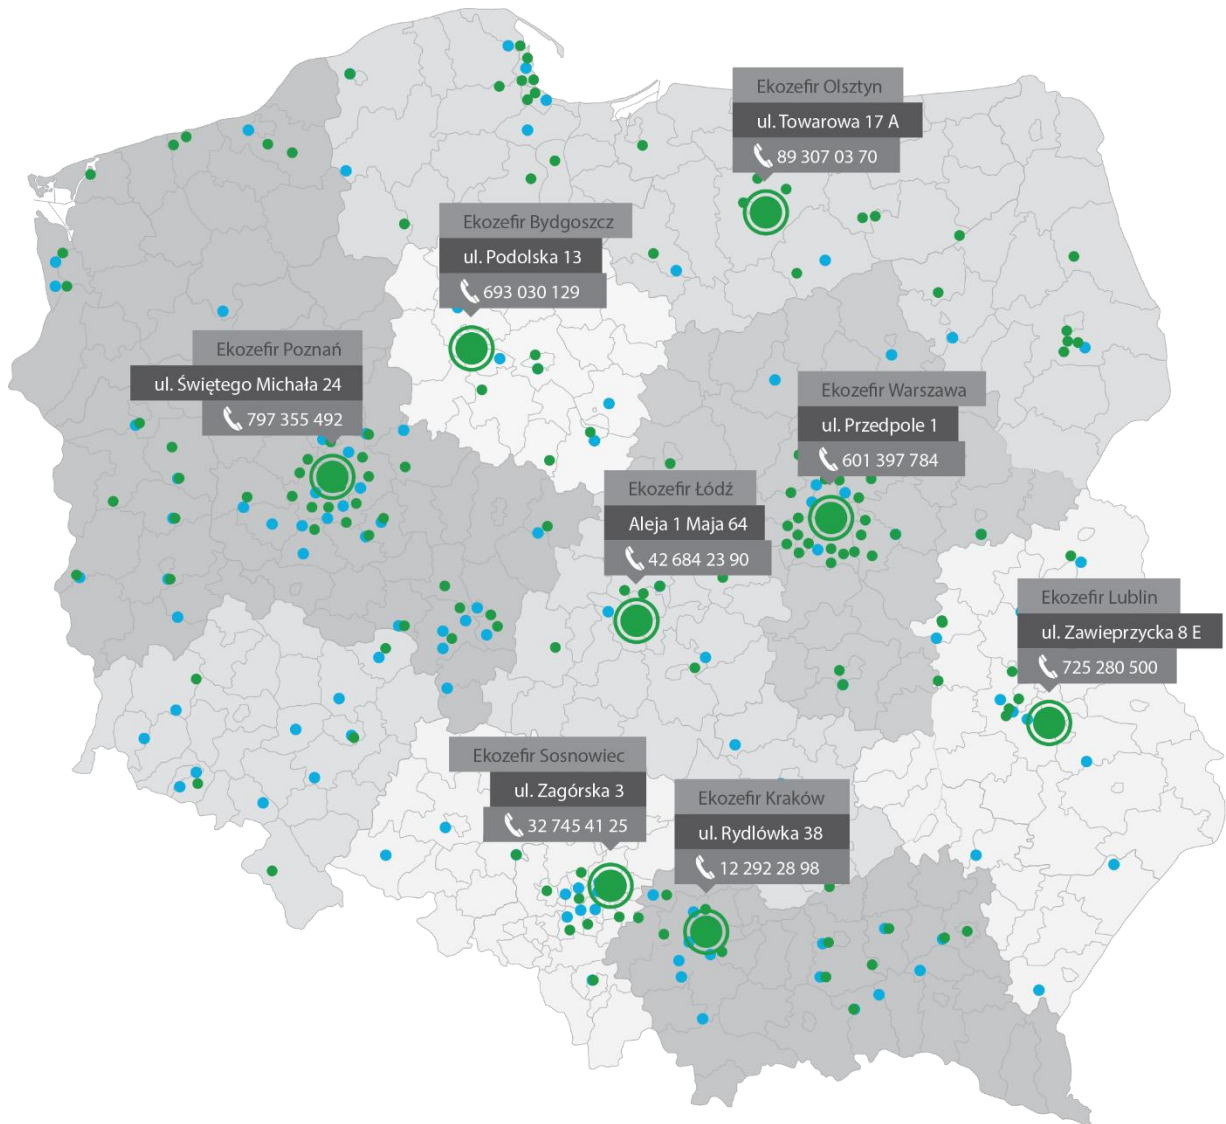 Ekozefir Olsztyn
ul. Towarowa 17 A
89 307 03 70
Ekozefir Bydgoszcz
ul. Podolska 13
693 030 129
Ekozefir Poznań
ul. Świętego Michała 24
797 355 492
Ekozefir Warszawa
ul. Przedpole 1
601 397 784
Ekozefir Łódź
Aleja 1 Maja 64
42 684 23 90
Ekozefir Lublin
ul. Zawieprzycka 8 E
725 280 500
Ekozefir Sosnowiec
ul. Zagórska 3
32 745 41 25
Ekozefir Kraków
ul. Rydlówka 38
12 292 28 98